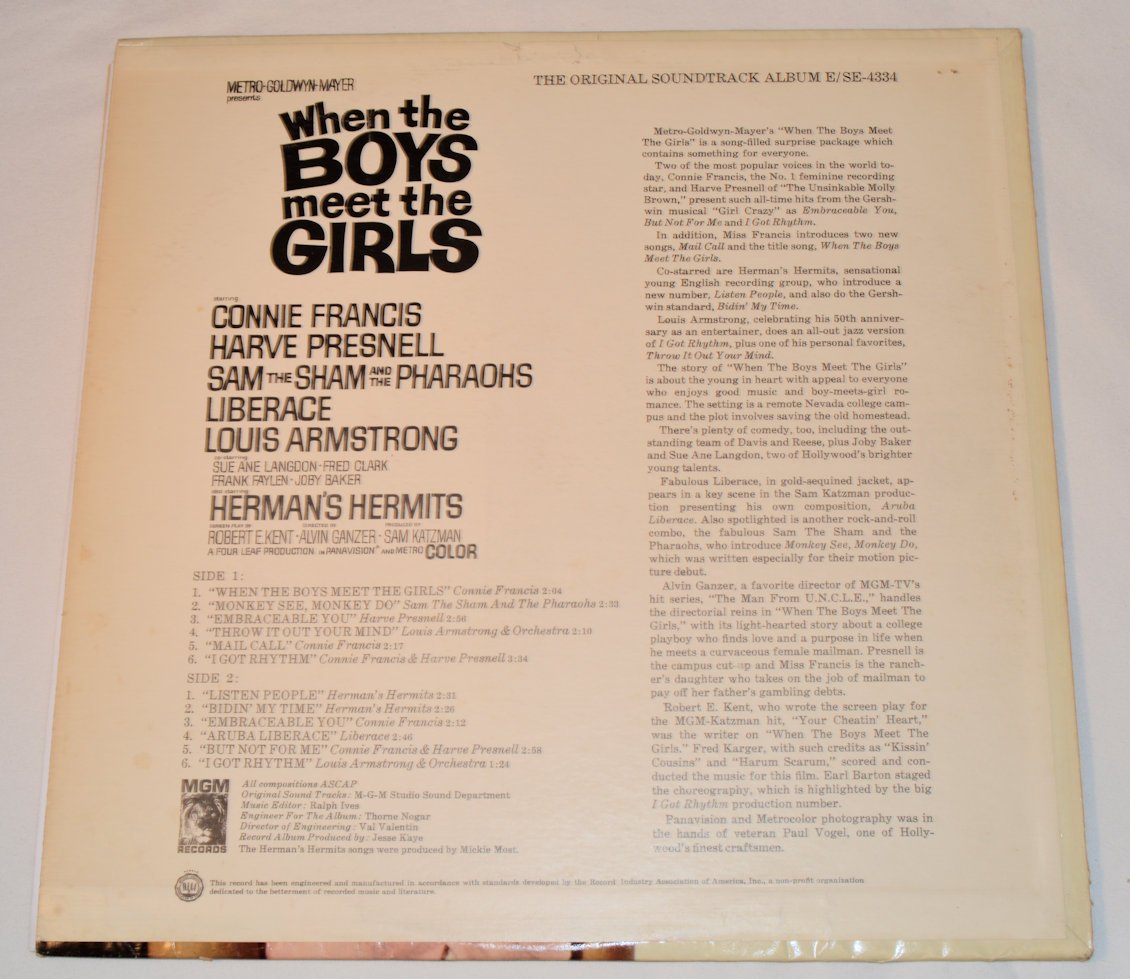 METRO-GOLDWYN-MAYER
presents
When the
BOYS
meet the
GIRLS
starring
CONNIE FRANCIS
HARVE PRESNELL
SAM THE SHAM AND THE PHARAOHS
LIBERACE
LOUIS ARMSTRONG
co-starring
SUE ANE LANGDON - FRED CLARK
FRANK FAYLEN - JOBY BAKER
also starring
HERMAN'S HERMITS
SCREEN PLAY BY DIRECTED BY PRODUCED BY
ROBERT E. KENT - ALVIN GANZER - SAM KATZMAN
A FOUR LEAF PRODUCTION IN PANAVISION® AND METROCOLOR
SIDE 1:
1. "WHEN THE BOYS MEET THE GIRLS" Connie Francis 2:04
2. "MONKEY SEE, MONKEY DO" Sam The Sham And The Pharaohs 2:33
3. "EMBRACEABLE YOU" Harve Presnell 2:56
4. "THROW IT OUT YOUR MIND" Louis Armstrong & Orchestra 2:10
5. "MAIL CALL" Connie Francis 2:17
6. "I GOT RHYTHM" Connie Francis & Harve Presnell 3:34
SIDE 2:
1. "LISTEN PEOPLE" Herman's Hermits 2:31
2. "BIDIN' MY TIME" Herman's Hermits 2:26
3. "EMBRACEABLE YOU" Connie Francis 2:12
4. "ARUBA LIBERACE" Liberace 2:46
5. "BUT NOT FOR ME" Connie Francis & Harve Presnell 2:58
6. "I GOT RHYTHM" Louis Armstrong & Orchestra 1:24
MGM
RECORDS
All compositions ASCAP
Original Sound Tracks: M-G-M Studio Sound Department
Music Editor: Ralph Ives
Engineer For The Album: Thorne Nogar
Director of Engineering: Val Valentin
Record Album Produced by: Jesse Kaye
The Herman's Hermits songs were produced by Mickie Most.
This record has been engineered and manufactured in accordance with standards developed by the Record Industry Association of America, Inc., a non-profit organization
dedicated to the betterment of recorded music and literature.
THE ORIGINAL SOUNDTRACK ALBUM E/SE-4334
Metro-Goldwyn-Mayer's "When The Boys Meet
The Girls" is a song-filled surprise package which
contains something for everyone.
Two of the most popular voices in the world to-
day, Connie Francis, the No. 1 feminine recording
star, and Harve Presnell of "The Unsinkable Molly
Brown," present such all-time hits from the Gersh-
win musical "Girl Crazy" as Embraceable You,
But Not For Me and I Got Rhythm.
In addition, Miss Francis introduces two new
songs, Mail Call and the title song, When The Boys
Meet The Girls.
Co-starred are Herman's Hermits, sensational
young English recording group, who introduce a
new number, Listen People, and also do the Gersh-
win standard, Bidin' My Time.
Louis Armstrong, celebrating his 50th anniver-
sary as an entertainer, does an all-out jazz version
of I Got Rhythm, plus one of his personal favorites,
Throw It Out Your Mind.
The story of "When The Boys Meet The Girls"
is about the young in heart with appeal to everyone
who enjoys good music and boy-meets-girl ro-
mance. The setting is a remote Nevada college cam-
pus and the plot involves saving the old homestead.
There's plenty of comedy, too, including the out-
standing team of Davis and Reese, plus Joby Baker
and Sue Ane Langdon, two of Hollywood's brighter
young talents.
Fabulous Liberace, in gold-sequined jacket, ap-
pears in a key scene in the Sam Katzman produc-
tion presenting his own composition, Aruba
Liberace. Also spotlighted is another rock-and-roll
combo, the fabulous Sam The Sham and the
Pharaohs, who introduce Monkey See, Monkey Do,
which was written especially for their motion pic-
ture debut.
Alvin Ganzer, a favorite director of MGM-TV's
hit series, "The Man From U.N.C.L.E.," handles
the directorial reins in "When The Boys Meet The
Girls," with its light-hearted story about a college
playboy who finds love and a purpose in life when
he meets a curvaceous female mailman. Presnell is
the campus cut-up and Miss Francis is the ranch-
er's daughter who takes on the job of mailman to
pay off her father's gambling debts.
Robert E. Kent, who wrote the screen play for
the MGM-Katzman hit, "Your Cheatin' Heart,"
was the writer on "When The Boys Meet The
Girls." Fred Karger, with such credits as "Kissin'
Cousins" and "Harum Scarum," scored and con-
ducted the music for this film. Earl Barton staged
the choreography, which is highlighted by the big
I Got Rhythm production number.
Panavision and Metrocolor photography was in
the hands of veteran Paul Vogel, one of Holly-
wood's finest craftsmen.